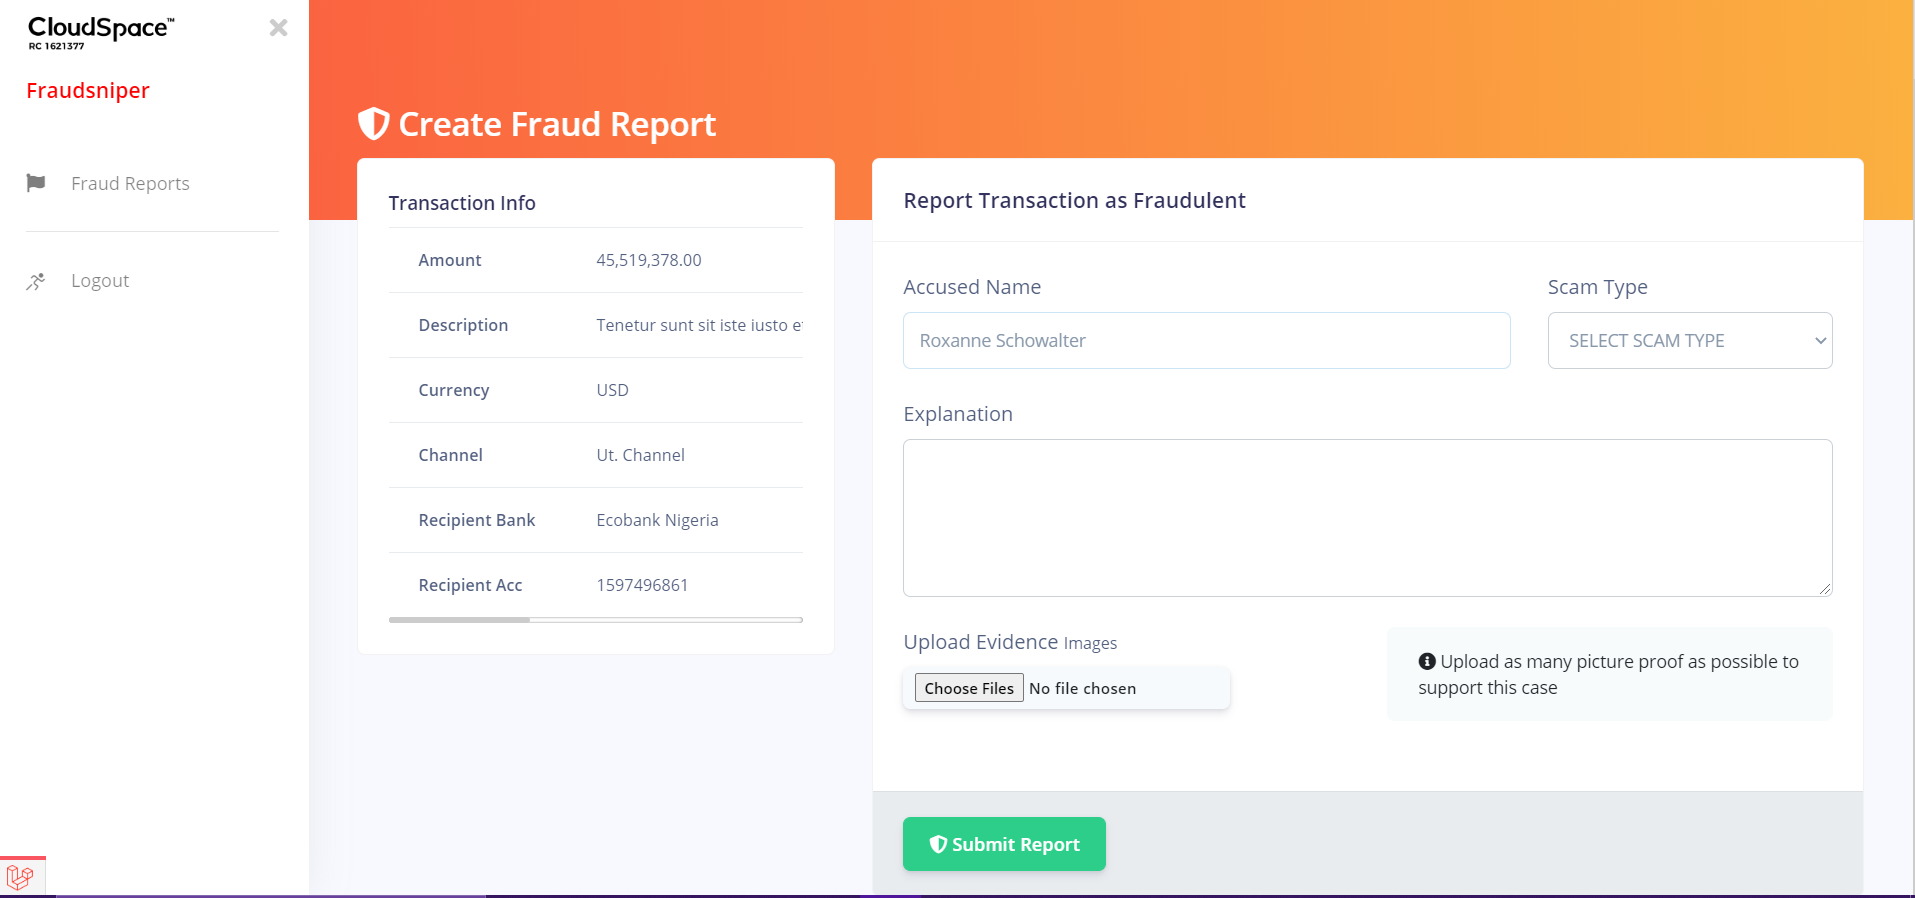 CloudSpace™
RC 1621377
Fraudsniper
Fraud Reports
Logout
Create Fraud Report
Transaction Info
Amount 45,519,378.00
Description Tenetur sunt sit iste iusto
Currency USD
Channel Ut. Channel
Recipient Bank Ecobank Nigeria
Recipient Acc 1597496861
Report Transaction as Fraudulent
Accused Name Scam Type
Roxanne Schowalter SELECT SCAM TYPE
Explanation
Upload Evidence Images
Choose Files No file chosen
Upload as many picture proof as possible to
support this case
Submit Report